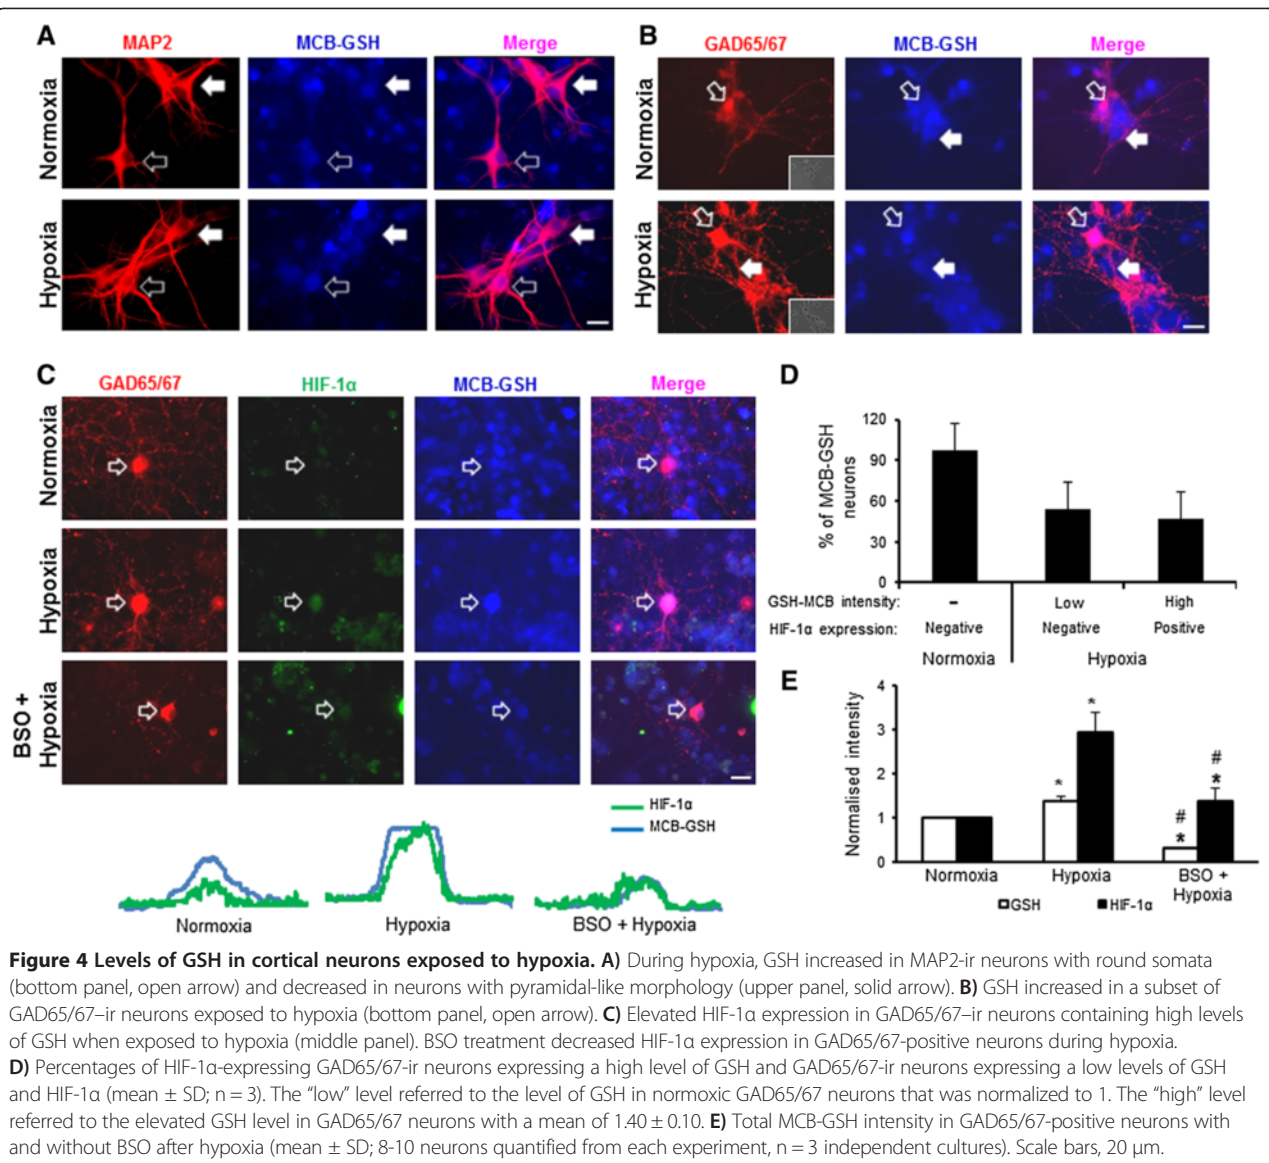 A
MAP2 MCB-GSH Merge
Normoxia
Hypoxia
B
GAD65/67 MCB-GSH Merge
Normoxia
Hypoxia
C
GAD65/67 HIF-1α MCB-GSH Merge
Normoxia
Hypoxia
BSO +
Hypoxia
HIF-1α
MCB-GSH
Normoxia Hypoxia BSO + Hypoxia
D
% of MCB-GSH
neurons
120
90
60
30
0
GSH-MCB intensity: – Low High
HIF-1α expression: Negative Negative Positive
Normoxia Hypoxia
E
Normalised intensity
4
3
2
1
0
* * # * # *
Normoxia Hypoxia BSO +
Hypoxia
GSH HIF-1α
Figure 4 Levels of GSH in cortical neurons exposed to hypoxia. A) During hypoxia, GSH increased in MAP2-ir neurons with round somata
(bottom panel, open arrow) and decreased in neurons with pyramidal-like morphology (upper panel, solid arrow). B) GSH increased in a subset of
GAD65/67–ir neurons exposed to hypoxia (bottom panel, open arrow). C) Elevated HIF-1α expression in GAD65/67–ir neurons containing high levels
of GSH when exposed to hypoxia (middle panel). BSO treatment decreased HIF-1α expression in GAD65/67-positive neurons during hypoxia.
D) Percentages of HIF-1α-expressing GAD65/67-ir neurons expressing a high level of GSH and GAD65/67-ir neurons expressing a low levels of GSH
and HIF-1α (mean ± SD; n = 3). The “low” level referred to the level of GSH in normoxic GAD65/67 neurons that was normalized to 1. The “high” level
referred to the elevated GSH level in GAD65/67 neurons with a mean of 1.40 ± 0.10. E) Total MCB-GSH intensity in GAD65/67-positive neurons with
and without BSO after hypoxia (mean ± SD; 8-10 neurons quantified from each experiment, n = 3 independent cultures). Scale bars, 20 μm.